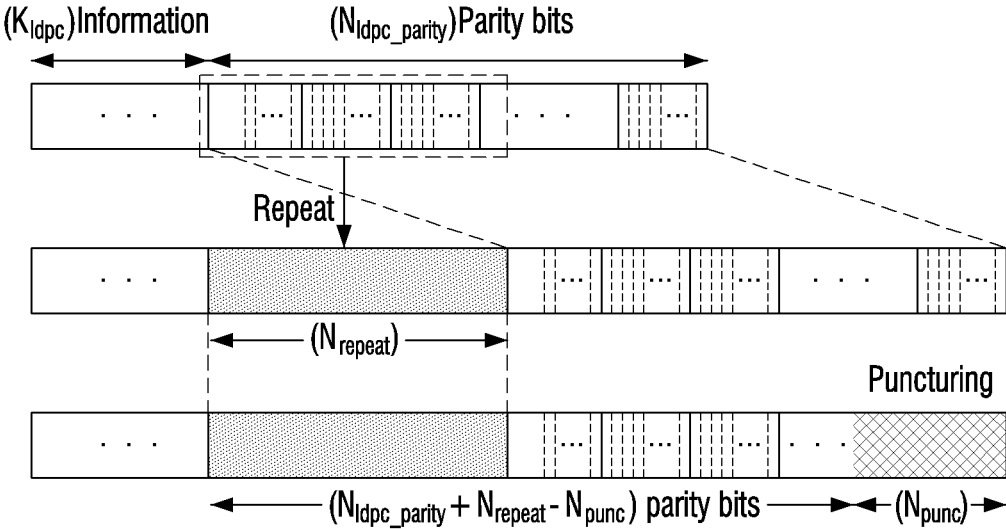 (Kldpc)Information (Nldpc_parity)Parity bits
Repeat
(Nrepeat)
Puncturing
(Nldpc_parity + Nrepeat - Npunc) parity bits (Npunc)